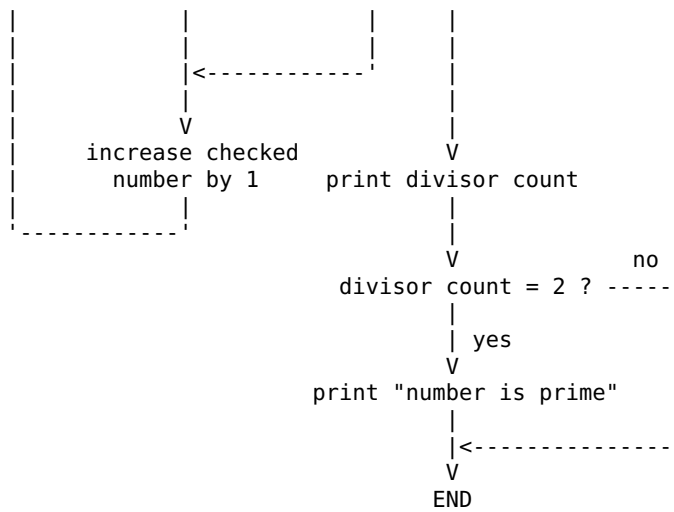 increase checked
number by 1 print divisor count
no
divisor count = 2 ?
yes
print "number is prime"
END